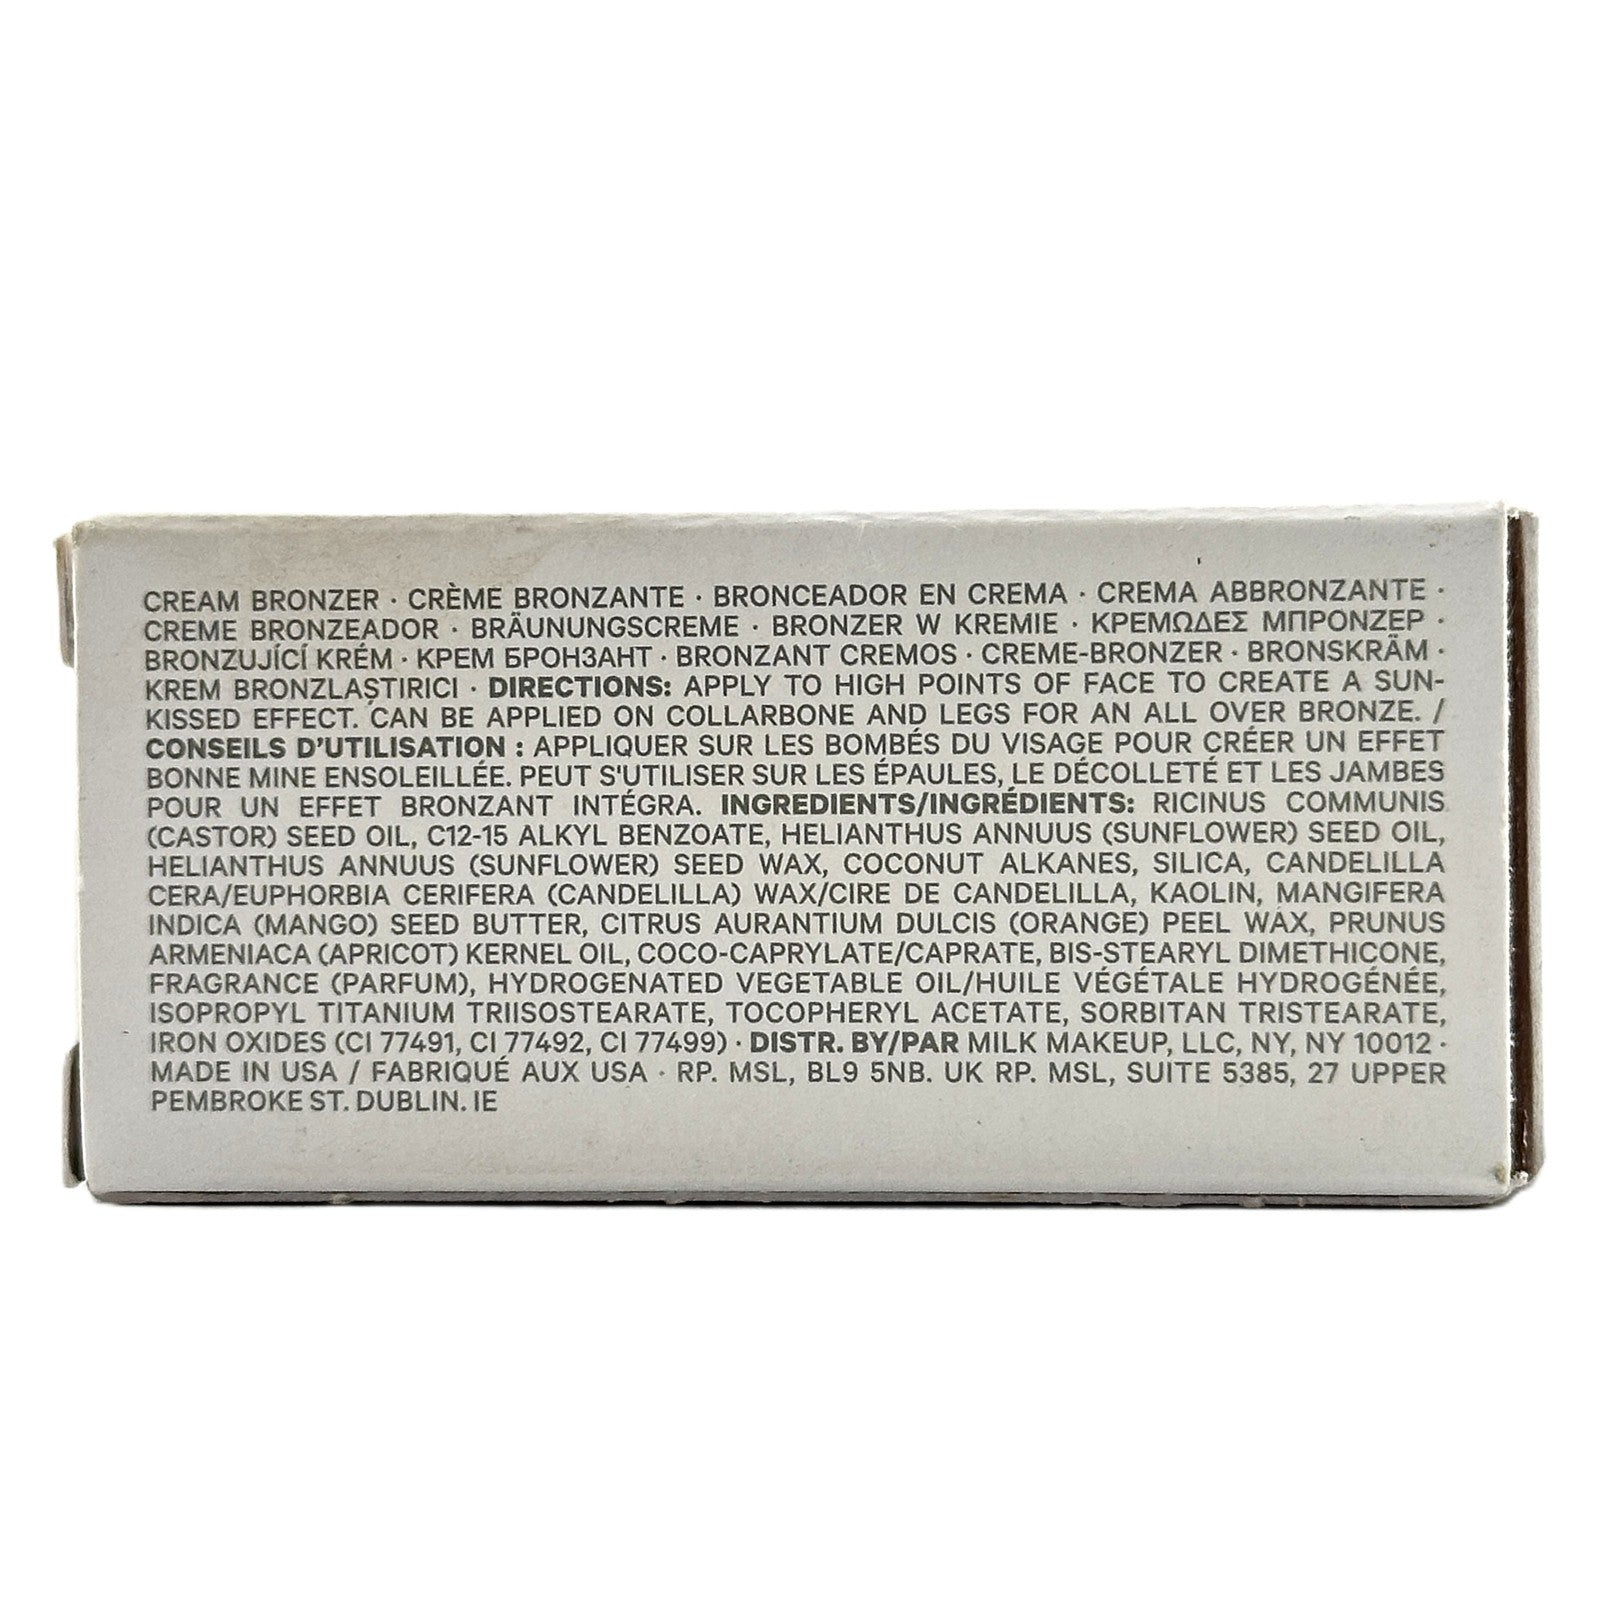 CREAM BRONZER · CRÈME BRONZANTE · BRONCEADOR EN CREMA · CREMA ABBRONZANTE ·
CREME BRONZEADOR · BRÄUNUNGSCREME · BRONZER W KREMIE · ΚΡΕΜΩΔΕΣ ΜΠΡΟΝΖΕΡ ·
BRONZUJÍCÍ KRÉM · КРЕМ БРОНЗАНТ · BRONZANT CREMOS · CREME-BRONZER · BRONSKRÄM ·
KREM BRONZLAŞTIRICI · DIRECTIONS: APPLY TO HIGH POINTS OF FACE TO CREATE A SUN-
KISSED EFFECT. CAN BE APPLIED ON COLLARBONE AND LEGS FOR AN ALL OVER BRONZE. /
CONSEILS D'UTILISATION : APPLIQUER SUR LES BOMBÉS DU VISAGE POUR CRÉER UN EFFET
BONNE MINE ENSOLEILLÉE. PEUT S'UTILISER SUR LES ÉPAULES, LE DÉCOLLETÉ ET LES JAMBES
POUR UN EFFET BRONZANT INTÉGRA. INGREDIENTS/INGRÉDIENTS: RICINUS COMMUNIS
(CASTOR) SEED OIL, C12-15 ALKYL BENZOATE, HELIANTHUS ANNUUS (SUNFLOWER) SEED OIL,
HELIANTHUS ANNUUS (SUNFLOWER) SEED WAX, COCONUT ALKANES, SILICA, CANDELILLA
CERA/EUPHORBIA CERIFERA (CANDELILLA) WAX/CIRE DE CANDELILLA, KAOLIN, MANGIFERA
INDICA (MANGO) SEED BUTTER, CITRUS AURANTIUM DULCIS (ORANGE) PEEL WAX, PRUNUS
ARMENIACA (APRICOT) KERNEL OIL, COCO-CAPRYLATE/CAPRATE, BIS-STEARYL DIMETHICONE,
FRAGRANCE (PARFUM), HYDROGENATED VEGETABLE OIL/HUILE VÉGÉTALE HYDROGÉNÉE,
ISOPROPYL TITANIUM TRIISOSTEARATE, TOCOPHERYL ACETATE, SORBITAN TRISTEARATE,
IRON OXIDES (CI 77491, CI 77492, CI 77499) · DISTR. BY/PAR MILK MAKEUP, LLC, NY, NY 10012 ·
MADE IN USA / FABRIQUÉ AUX USA · RP. MSL, BL9 5NB. UK RP. MSL, SUITE 5385, 27 UPPER
PEMBROKE ST. DUBLIN. IE